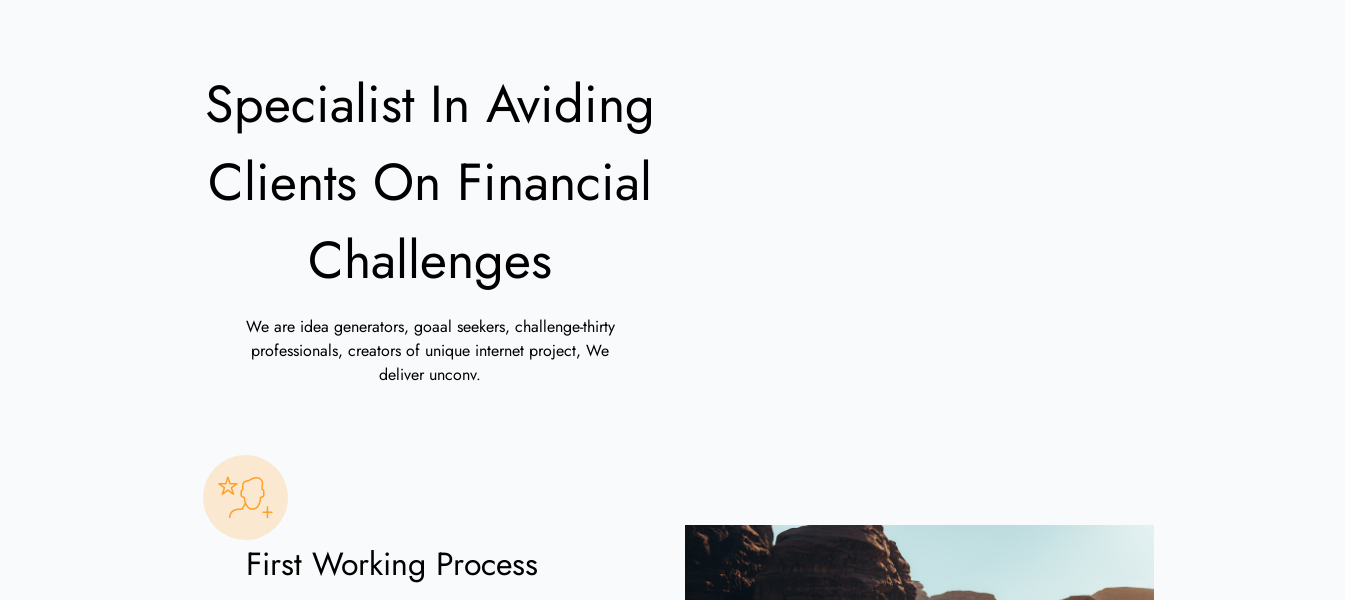 Specialist In Aviding
Clients On Financial
Challenges
We are idea generators, goaal seekers, challenge-thirty
professionals, creators of unique internet project, We
deliver unconv.
First Working Process